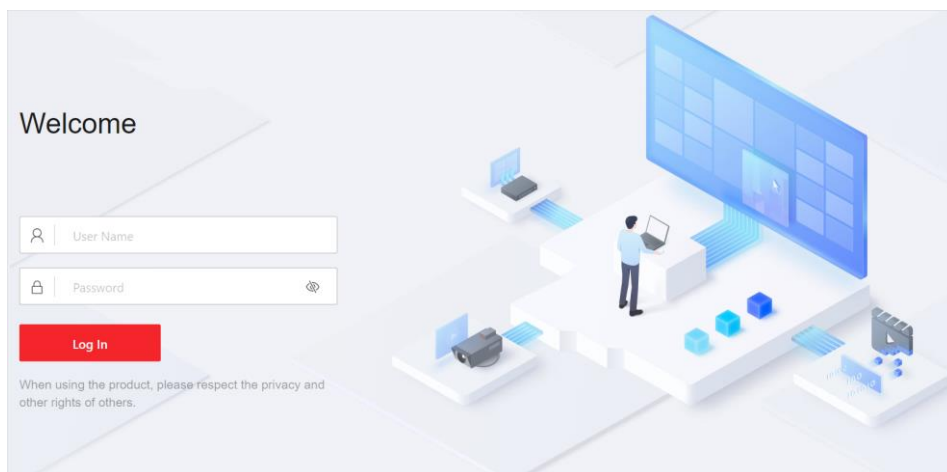 Welcome
User Name
Password
Log In
When using the product, please respect the privacy and
other rights of others.